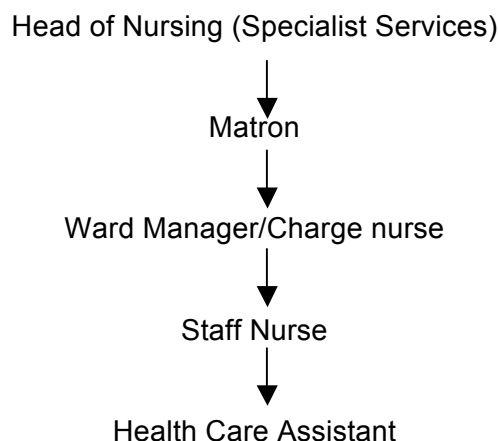 Head of Nursing (Specialist Services)
Matron
Ward Manager/Charge nurse
Staff Nurse
Health Care Assistant